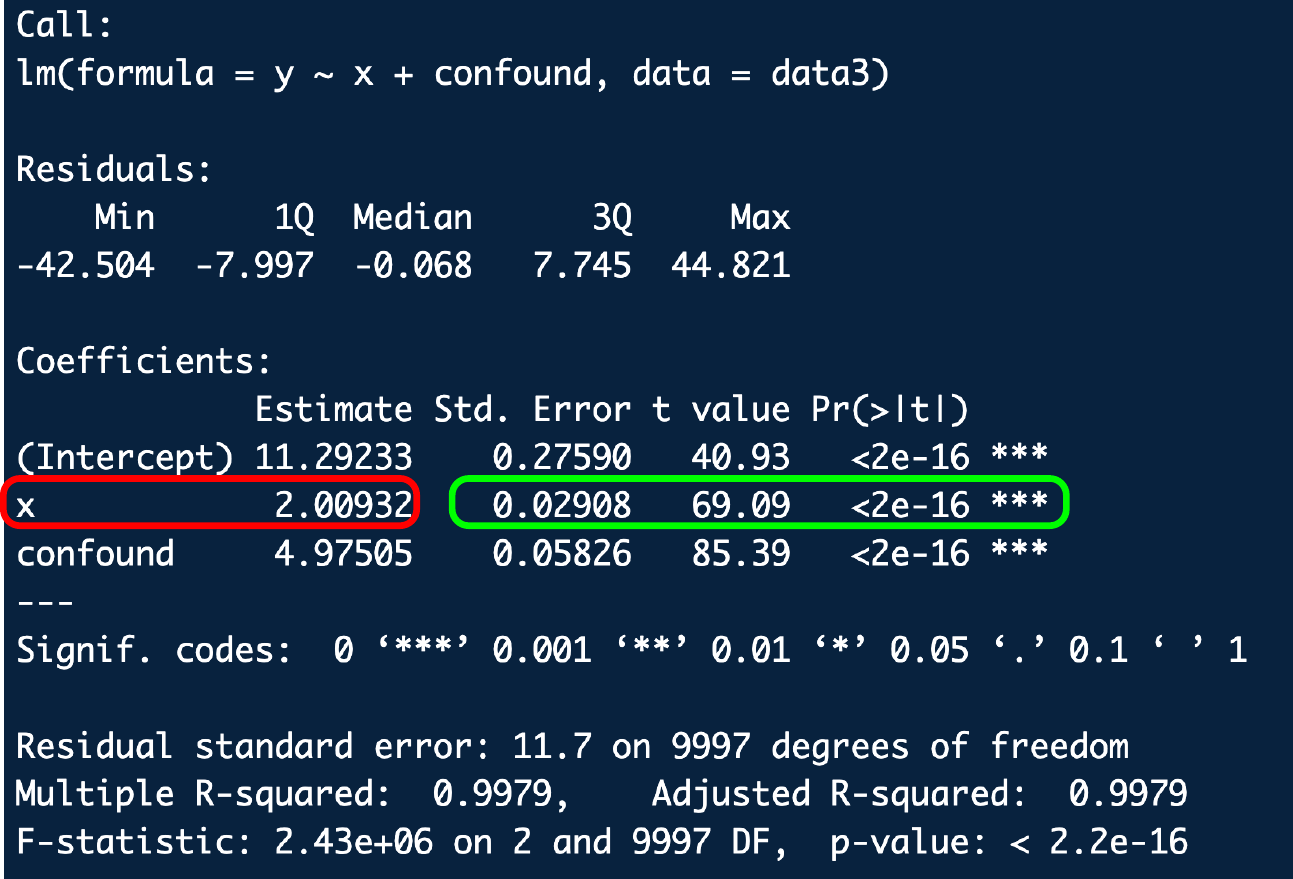 Call:
lm(formula = y ~ x + confound, data = data3)
Residuals:
    Min      1Q  Median      3Q     Max
-42.504  -7.997  -0.068   7.745  44.821
Coefficients:
            Estimate Std. Error t value Pr(>|t|)
(Intercept) 11.29233    0.27590   40.93   <2e-16 ***
x            2.00932    0.02908   69.09   <2e-16 ***
confound     4.97505    0.05826   85.39   <2e-16 ***
---
Signif. codes:  0 ‘***’ 0.001 ‘**’ 0.01 ‘*’ 0.05 ‘.’ 0.1 ‘ ’ 1
Residual standard error: 11.7 on 9997 degrees of freedom
Multiple R-squared:  0.9979,    Adjusted R-squared:  0.9979
F-statistic: 2.43e+06 on 2 and 9997 DF,  p-value: < 2.2e-16